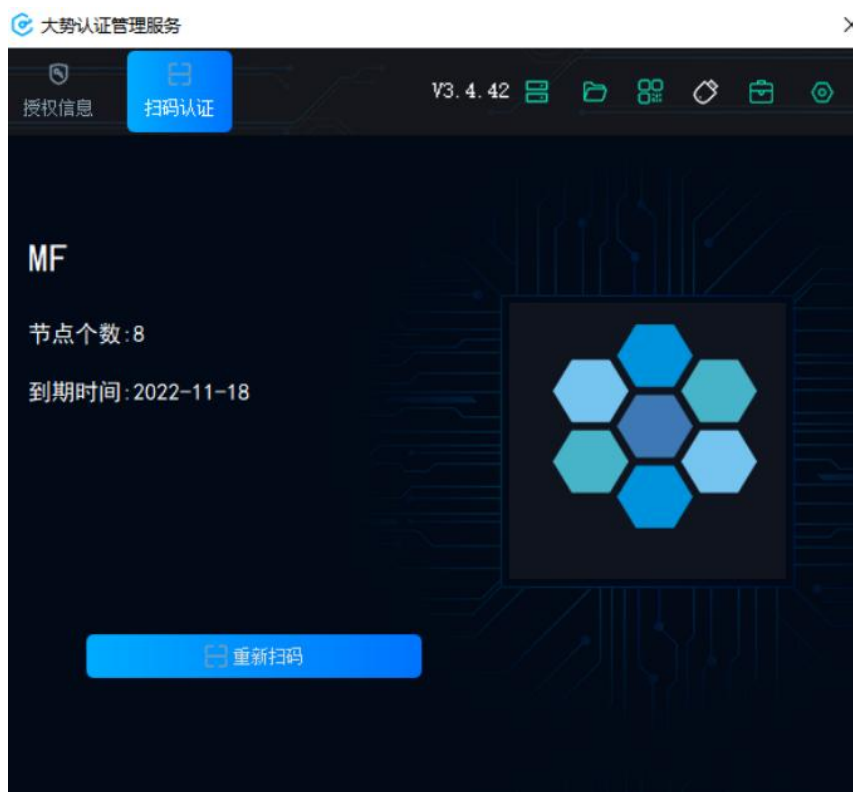 大势认证管理服务
授权信息
扫码认证
V3.4.42
MF
节点个数:8
到期时间:2022-11-18
重新扫码